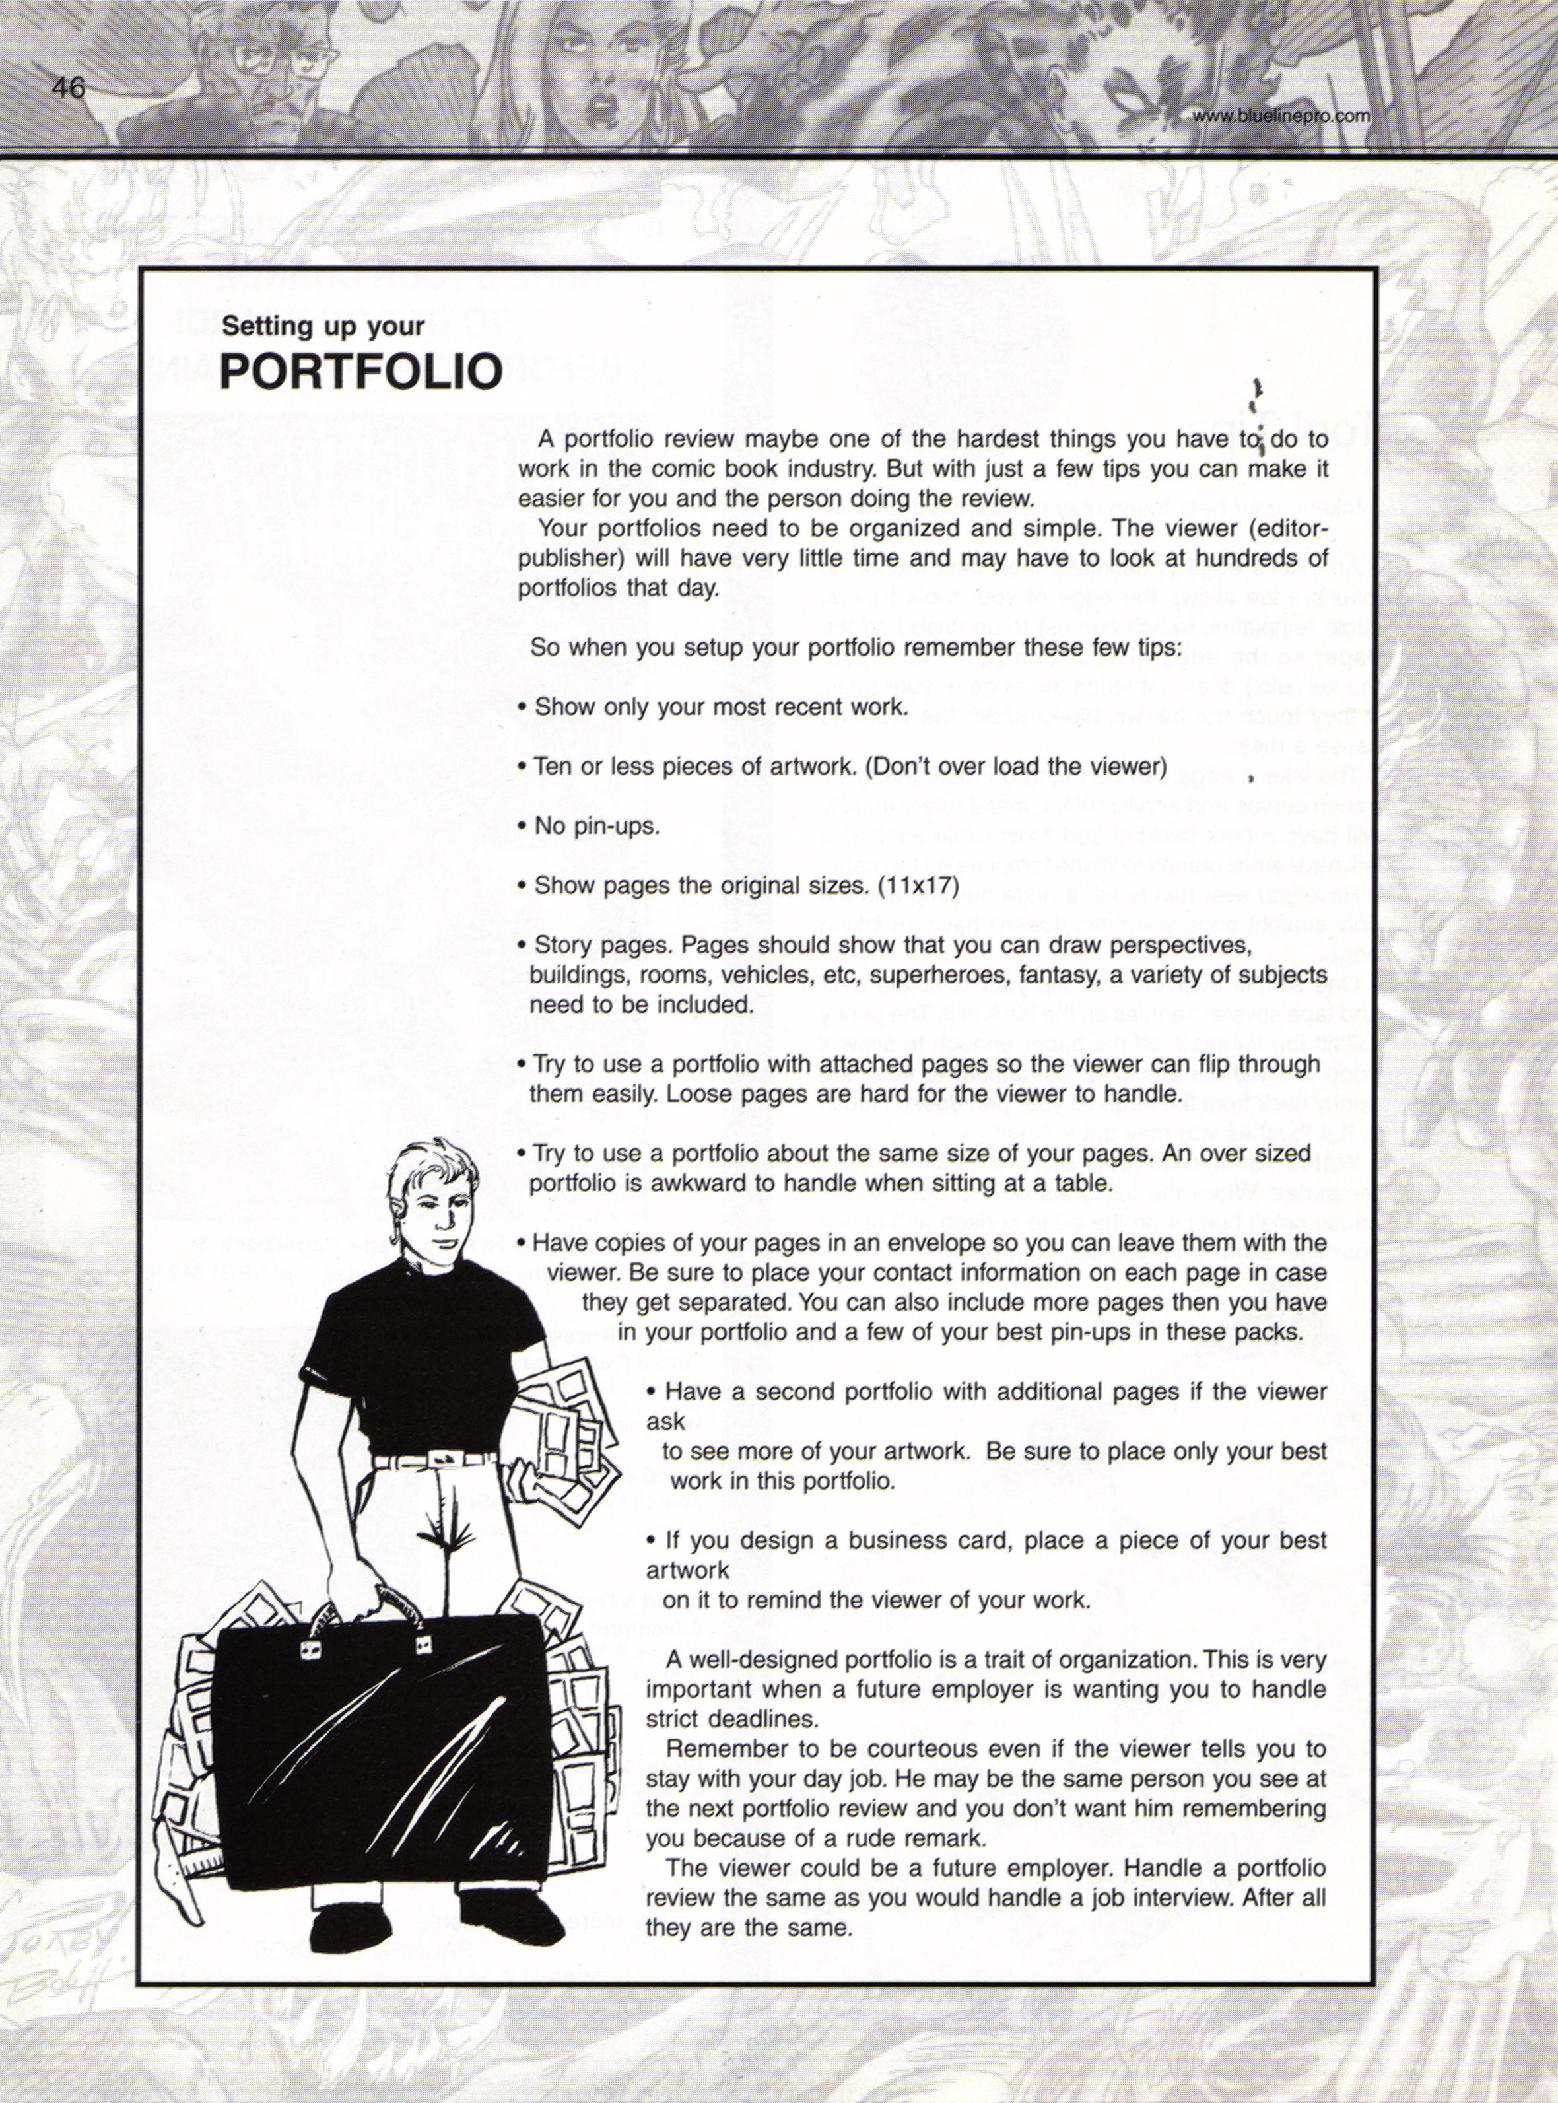 46
www.bluelinepro.com
Setting up your
PORTFOLIO
A portfolio review maybe one of the hardest things you have to do to
work in the comic book industry. But with just a few tips you can make it
easier for you and the person doing the review.
Your portfolios need to be organized and simple. The viewer (editor-
publisher) will have very little time and may have to look at hundreds of
portfolios that day.
So when you setup your portfolio remember these few tips:
• Show only your most recent work.
• Ten or less pieces of artwork. (Don't over load the viewer)
• No pin-ups.
• Show pages the original sizes. (11x17)
• Story pages. Pages should show that you can draw perspectives,
buildings, rooms, vehicles, etc, superheroes, fantasy, a variety of subjects
need to be included.
• Try to use a portfolio with attached pages so the viewer can flip through
them easily. Loose pages are hard for the viewer to handle.
• Try to use a portfolio about the same size of your pages. An over sized
portfolio is awkward to handle when sitting at a table.
• Have copies of your pages in an envelope so you can leave them with the
viewer. Be sure to place your contact information on each page in case
they get separated. You can also include more pages then you have
in your portfolio and a few of your best pin-ups in these packs.
• Have a second portfolio with additional pages if the viewer
ask
to see more of your artwork. Be sure to place only your best
work in this portfolio.
• If you design a business card, place a piece of your best
artwork
on it to remind the viewer of your work.
A well-designed portfolio is a trait of organization. This is very
important when a future employer is wanting you to handle
strict deadlines.
Remember to be courteous even if the viewer tells you to
stay with your day job. He may be the same person you see at
the next portfolio review and you don't want him remembering
you because of a rude remark.
The viewer could be a future employer. Handle a portfolio
review the same as you would handle a job interview. After all
they are the same.